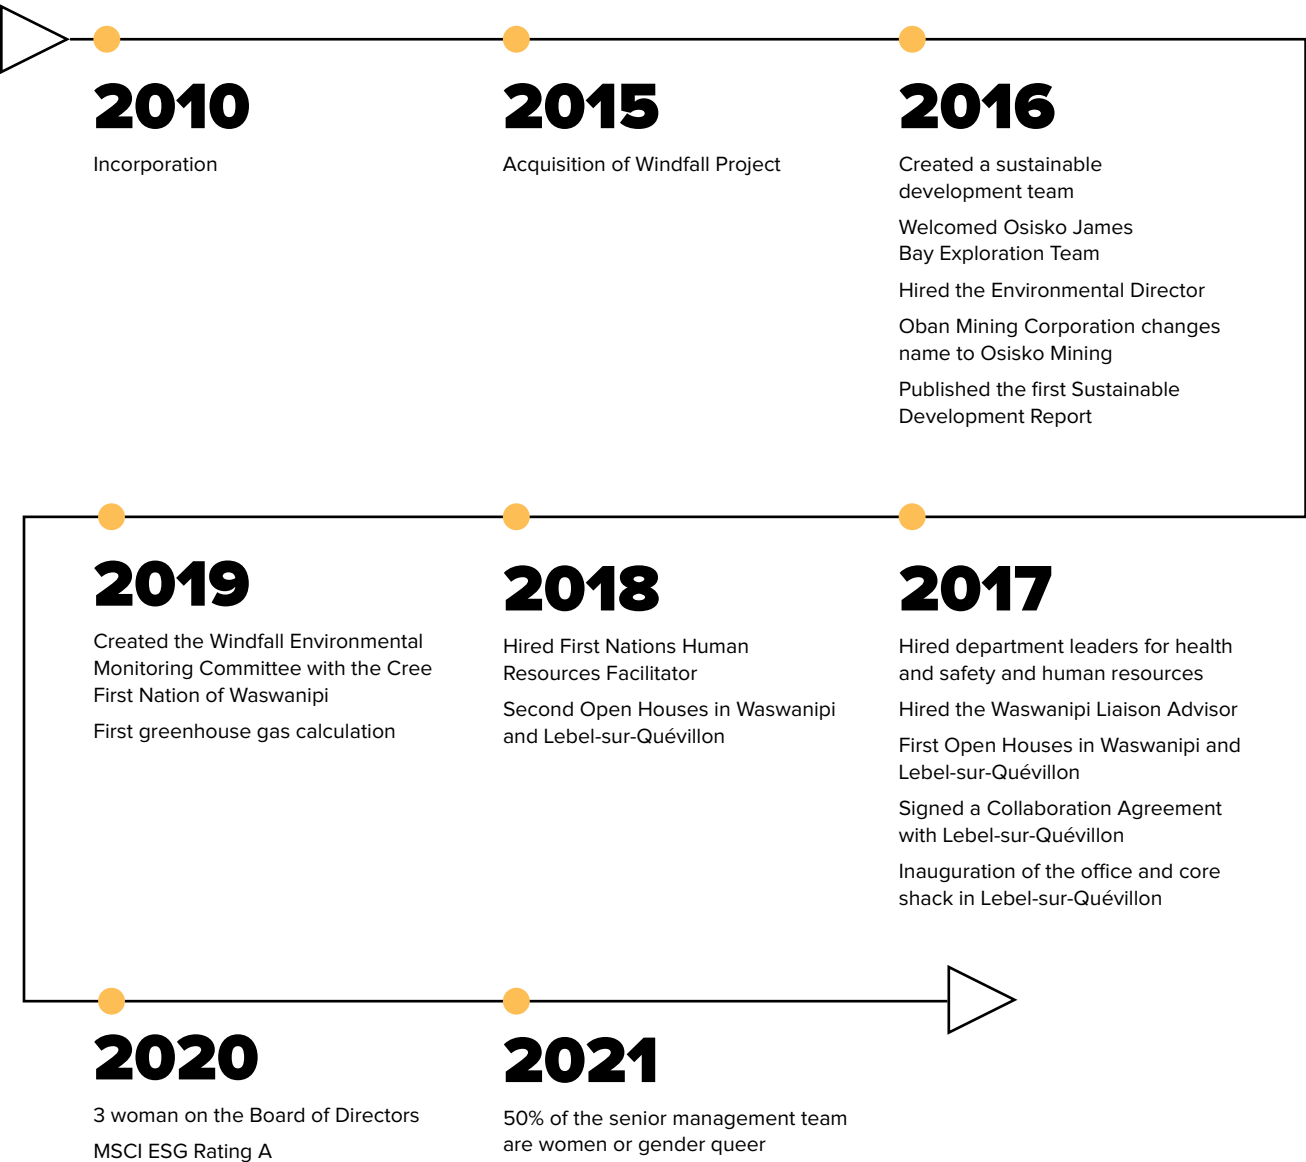 2010
Incorporation
2015
Acquisition of Windfall Project
2016
Created a sustainable
development team
Welcomed Osisko James
Bay Exploration Team
Hired the Environmental Director
Oban Mining Corporation changes
name to Osisko Mining
Published the first Sustainable
Development Report
2017
Hired department leaders for health
and safety and human resources
Hired the Waswanipi Liaison Advisor
First Open Houses in Waswanipi and
Lebel-sur-Quévillon
Signed a Collaboration Agreement
with Lebel-sur-Quévillon
Inauguration of the office and core
shack in Lebel-sur-Quévillon
2018
Hired First Nations Human
Resources Facilitator
Second Open Houses in Waswanipi
and Lebel-sur-Quévillon
2019
Created the Windfall Environmental
Monitoring Committee with the Cree
First Nation of Waswanipi
First greenhouse gas calculation
2020
3 woman on the Board of Directors
MSCI ESG Rating A
2021
50% of the senior management team
are women or gender queer